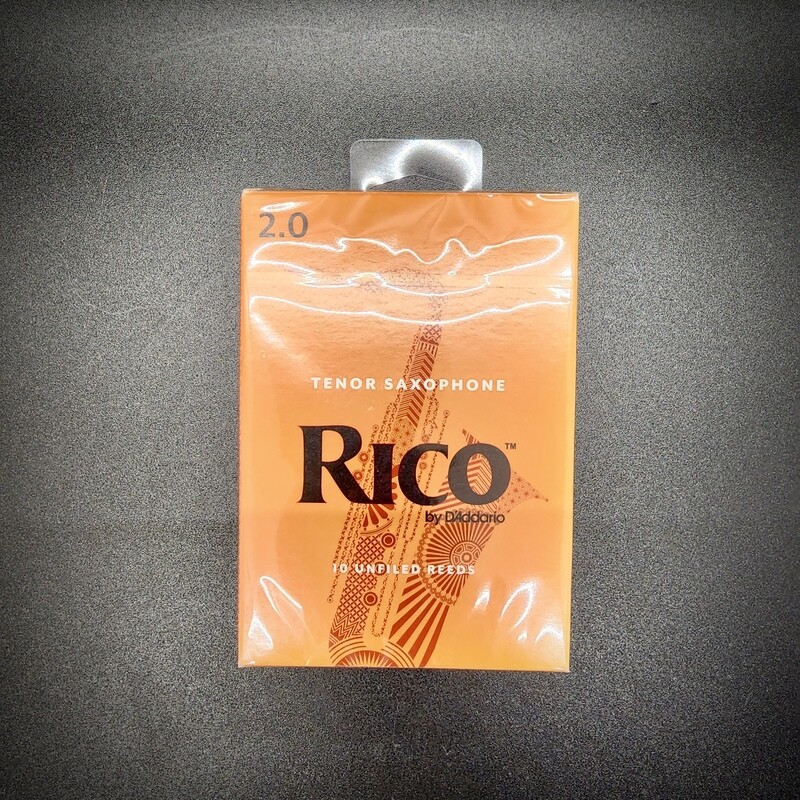 2.0
TENOR SAXOPHONE
RICO™
by D'Addario
10 UNFILED REEDS